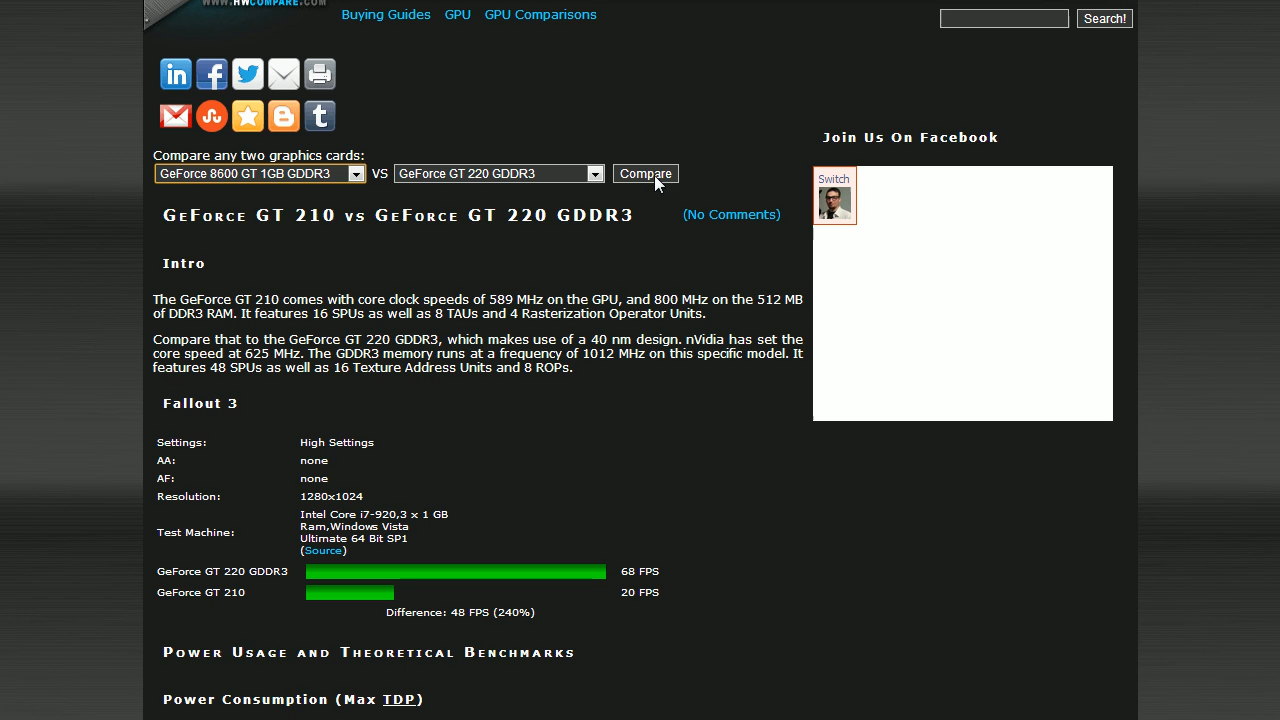 WWW.HWCOMPARE.COM
Buying Guides GPU GPU Comparisons
Search!
Compare any two graphics cards:
GeForce 8600 GT 1GB GDDR3 VS GeForce GT 220 GDDR3 Compare
GeForce GT 210 vs GeForce GT 220 GDDR3 (No Comments)
Join Us On Facebook
Switch
Intro
The GeForce GT 210 comes with core clock speeds of 589 MHz on the GPU, and 800 MHz on the 512 MB
of DDR3 RAM. It features 16 SPUs as well as 8 TAUs and 4 Rasterization Operator Units.
Compare that to the GeForce GT 220 GDDR3, which makes use of a 40 nm design. nVidia has set the
core speed at 625 MHz. The GDDR3 memory runs at a frequency of 1012 MHz on this specific model. It
features 48 SPUs as well as 16 Texture Address Units and 8 ROPs.
Fallout 3
Settings: High Settings
AA: none
AF: none
Resolution: 1280x1024
Test Machine: Intel Core i7-920,3 x 1 GB
Ram,Windows Vista
Ultimate 64 Bit SP1
(Source)
GeForce GT 220 GDDR3 68 FPS
GeForce GT 210 20 FPS
Difference: 48 FPS (240%)
Power Usage and Theoretical Benchmarks
Power Consumption (Max TDP)